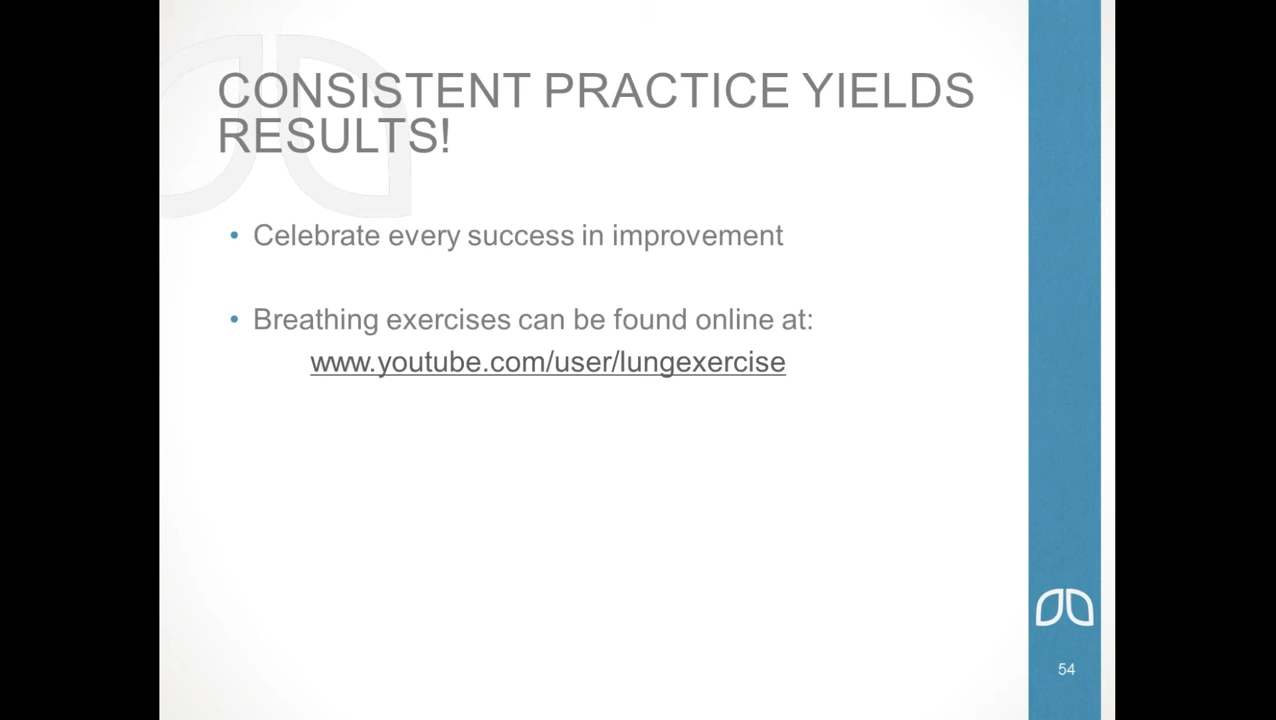 CONSISTENT PRACTICE YIELDS
RESULTS!
• Celebrate every success in improvement
• Breathing exercises can be found online at:
www.youtube.com/user/lungexercise
54